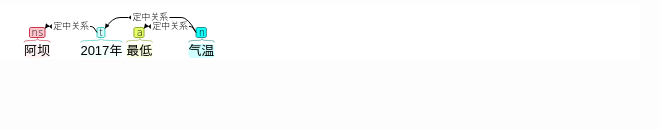 定中关系
定中关系 定中关系
ns t a n
阿坝 2017年 最低 气温